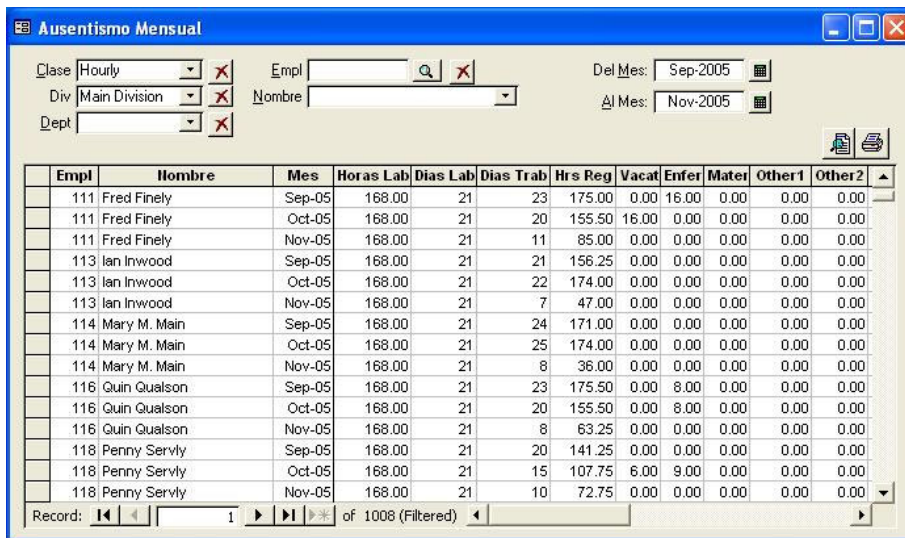 Ausentismo Mensual
Clase Hourly Empl Del Mes: Sep-2005
Div Main Division Nombre Al Mes: Nov-2005
Dept
Empl Nombre Mes Horas Lab Dias Lab Dias Trab Hrs Reg Vacat Enfer Mater Other1 Other2
111 Fred Finely Sep-05 168.00 21 23 175.00 0.00 16.00 0.00 0.00 0.00
111 Fred Finely Oct-05 168.00 21 20 155.50 16.00 0.00 0.00 0.00 0.00
111 Fred Finely Nov-05 168.00 21 11 85.00 0.00 0.00 0.00 0.00 0.00
113 Ian Inwood Sep-05 168.00 21 21 156.25 0.00 0.00 0.00 0.00 0.00
113 Ian Inwood Oct-05 168.00 21 22 174.00 0.00 0.00 0.00 0.00 0.00
113 Ian Inwood Nov-05 168.00 21 7 47.00 0.00 0.00 0.00 0.00 0.00
114 Mary M. Main Sep-05 168.00 21 24 171.00 0.00 0.00 0.00 0.00 0.00
114 Mary M. Main Oct-05 168.00 21 25 174.00 0.00 0.00 0.00 0.00 0.00
114 Mary M. Main Nov-05 168.00 21 8 36.00 0.00 0.00 0.00 0.00 0.00
116 Quin Qualson Sep-05 168.00 21 23 175.50 0.00 8.00 0.00 0.00 0.00
116 Quin Qualson Oct-05 168.00 21 20 155.50 0.00 8.00 0.00 0.00 0.00
116 Quin Qualson Nov-05 168.00 21 8 63.25 0.00 0.00 0.00 0.00 0.00
118 Penny Servly Sep-05 168.00 21 20 141.25 0.00 0.00 0.00 0.00 0.00
118 Penny Servly Oct-05 168.00 21 15 107.75 6.00 9.00 0.00 0.00 0.00
118 Penny Servly Nov-05 168.00 21 10 72.75 0.00 0.00 0.00 0.00 0.00
Record: 1 of 1008 (Filtered)